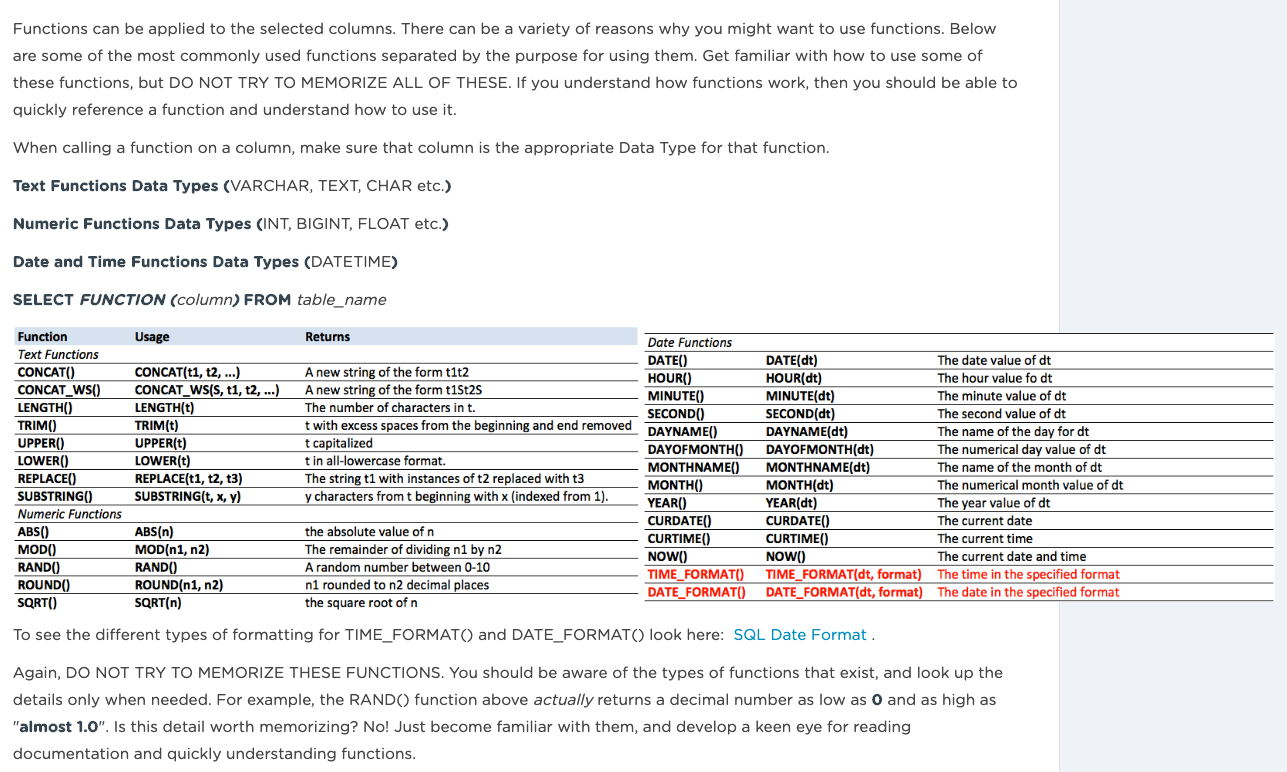 Functions can be applied to the selected columns. There can be a variety of reasons why you might want to use functions. Below
are some of the most commonly used functions separated by the purpose for using them. Get familiar with how to use some of
these functions, but DO NOT TRY TO MEMORIZE ALL OF THESE. If you understand how functions work, then you should be able to
quickly reference a function and understand how to use it.
When calling a function on a column, make sure that column is the appropriate Data Type for that function.
Text Functions Data Types (VARCHAR, TEXT, CHAR etc.)
Numeric Functions Data Types (INT, BIGINT, FLOAT etc.)
Date and Time Functions Data Types (DATETIME)
SELECT FUNCTION (column) FROM table_name
Function Usage Returns
Text Functions
CONCAT() CONCAT(t1, t2, ...) A new string of the form t1t2
CONCAT_WS() CONCAT_WS(S, t1, t2, ...) A new string of the form t1St2S
LENGTH() LENGTH(t) The number of characters in t.
TRIM() TRIM(t) t with excess spaces from the beginning and end removed
UPPER() UPPER(t) t capitalized
LOWER() LOWER(t) t in all-lowercase format.
REPLACE() REPLACE(t1, t2, t3) The string t1 with instances of t2 replaced with t3
SUBSTRING() SUBSTRING(t, x, y) y characters from t beginning with x (indexed from 1).
Numeric Functions
ABS() ABS(n) the absolute value of n
MOD() MOD(n1, n2) The remainder of dividing n1 by n2
RAND() RAND() A random number between 0-10
ROUND() ROUND(n1, n2) n1 rounded to n2 decimal places
SQRT() SQRT(n) the square root of n
Date Functions
DATE() DATE(dt) The date value of dt
HOUR() HOUR(dt) The hour value fo dt
MINUTE() MINUTE(dt) The minute value of dt
SECOND() SECOND(dt) The second value of dt
DAYNAME() DAYNAME(dt) The name of the day for dt
DAYOFMONTH() DAYOFMONTH(dt) The numerical day value of dt
MONTHNAME() MONTHNAME(dt) The name of the month of dt
MONTH() MONTH(dt) The numerical month value of dt
YEAR() YEAR(dt) The year value of dt
CURDATE() CURDATE() The current date
CURTIME() CURTIME() The current time
NOW() NOW() The current date and time
TIME_FORMAT() TIME_FORMAT(dt, format) The time in the specified format
DATE_FORMAT() DATE_FORMAT(dt, format) The date in the specified format
To see the different types of formatting for TIME_FORMAT() and DATE_FORMAT() look here: SQL Date Format .
Again, DO NOT TRY TO MEMORIZE THESE FUNCTIONS. You should be aware of the types of functions that exist, and look up the
details only when needed. For example, the RAND() function above actually returns a decimal number as low as 0 and as high as
"almost 1.0". Is this detail worth memorizing? No! Just become familiar with them, and develop a keen eye for reading
documentation and quickly understanding functions.